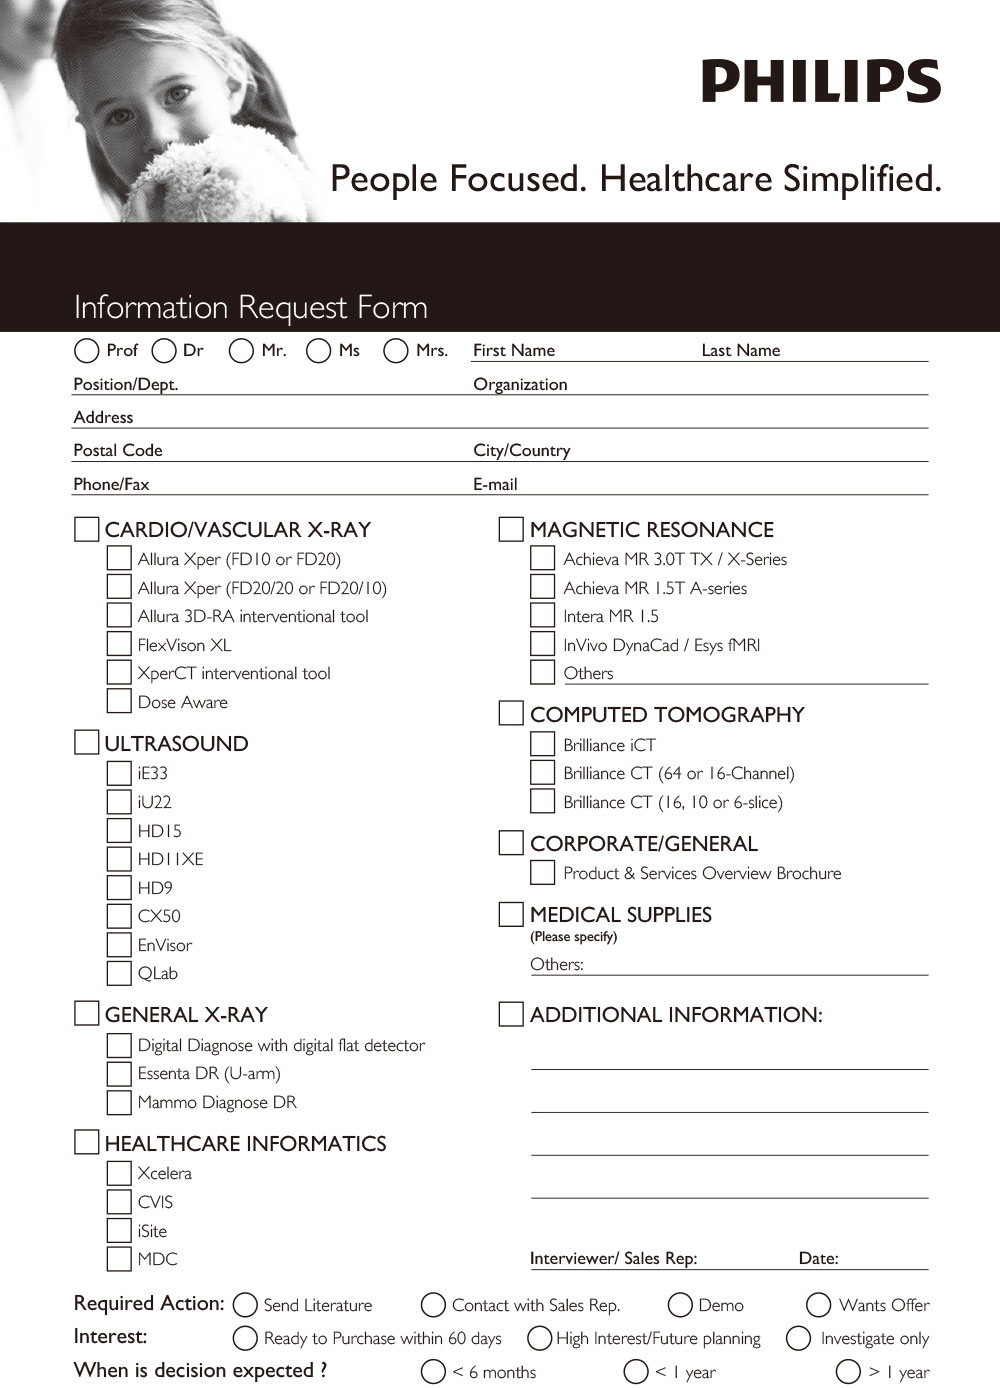 PHILIPS
People Focused. Healthcare Simplified.
Information Request Form
Prof Dr Mr. Ms Mrs. First Name Last Name
Position/Dept. Organization
Address
Postal Code City/Country
Phone/Fax E-mail
CARDIO/VASCULAR X-RAY
Allura Xper (FD10 or FD20)
Allura Xper (FD20/20 or FD20/10)
Allura 3D-RA interventional tool
FlexVison XL
XperCT interventional tool
Dose Aware
ULTRASOUND
iE33
iU22
HD15
HD11XE
HD9
CX50
EnVisor
QLab
GENERAL X-RAY
Digital Diagnose with digital flat detector
Essenta DR (U-arm)
Mammo Diagnose DR
HEALTHCARE INFORMATICS
Xcelera
CVIS
iSite
MDC
MAGNETIC RESONANCE
Achieva MR 3.0T TX / X-Series
Achieva MR 1.5T A-series
Intera MR 1.5
InVivo DynaCad / Esys fMRI
Others
COMPUTED TOMOGRAPHY
Brilliance iCT
Brilliance CT (64 or 16-Channel)
Brilliance CT (16, 10 or 6-slice)
CORPORATE/GENERAL
Product & Services Overview Brochure
MEDICAL SUPPLIES
(Please specify)
Others:
ADDITIONAL INFORMATION:
Interviewer/ Sales Rep: Date:
Required Action: Send Literature Contact with Sales Rep. Demo Wants Offer
Interest: Ready to Purchase within 60 days High Interest/Future planning Investigate only
When is decision expected ? < 6 months < 1 year > 1 year